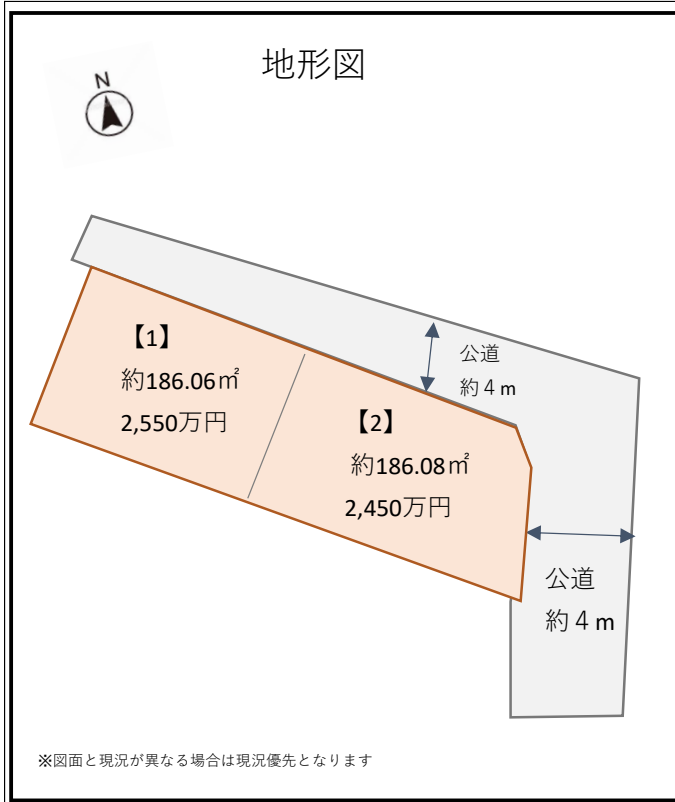 地形図
N
【1】
約186.06㎡
2,550万円
公道
約４ｍ
【2】
約186.08㎡
2,450万円
公道
約４ｍ
※図面と現況が異なる場合は現況優先となります